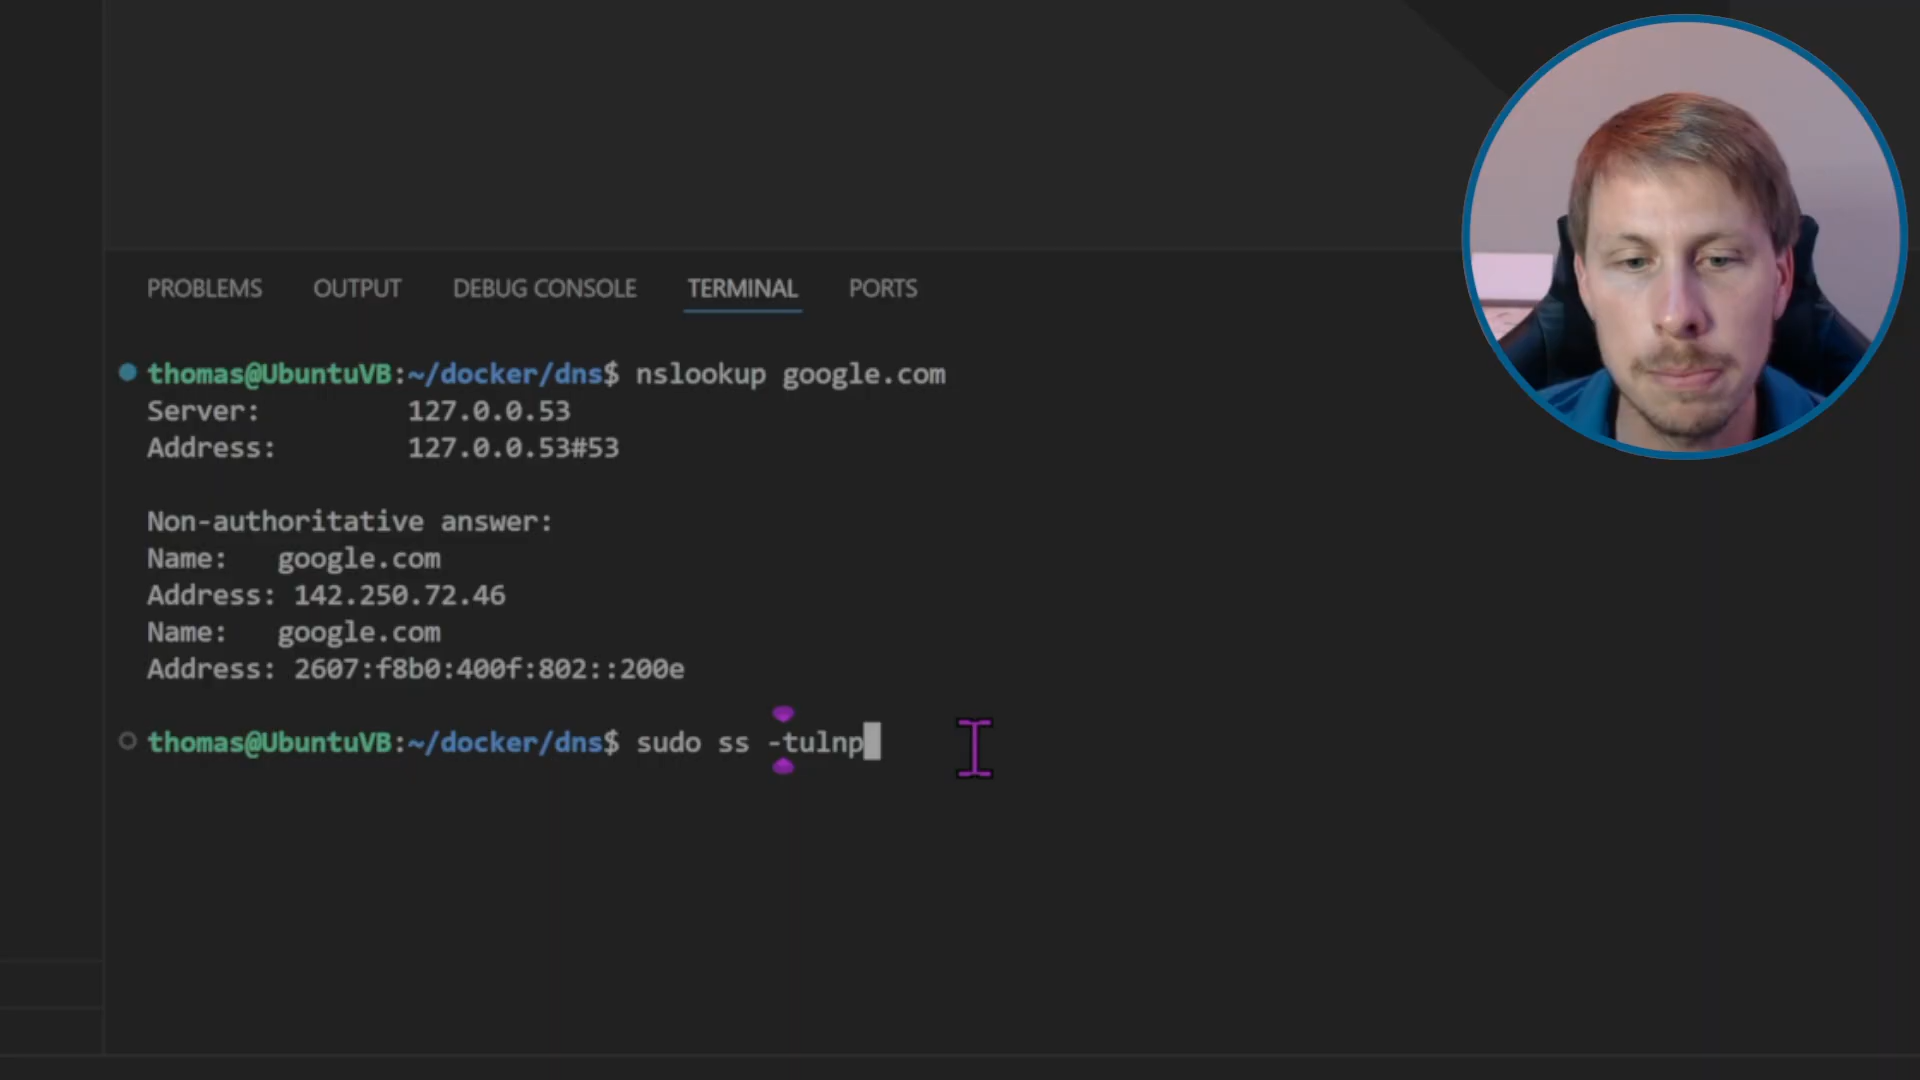 PROBLEMS OUTPUT DEBUG CONSOLE TERMINAL PORTS
thomas@UbuntuVB:~/docker/dns$ nslookup google.com
Server: 127.0.0.53
Address: 127.0.0.53#53
Non-authoritative answer:
Name: google.com
Address: 142.250.72.46
Name: google.com
Address: 2607:f8b0:400f:802::200e
thomas@UbuntuVB:~/docker/dns$ sudo ss -tulnp